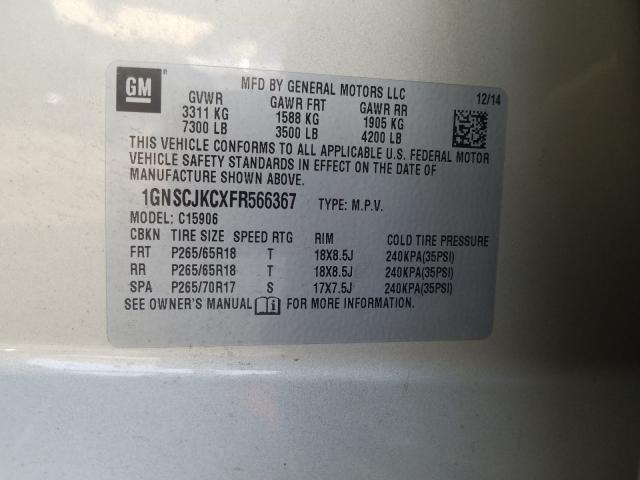 GM
MFD BY GENERAL MOTORS LLC
12/14
GVWR GAWR FRT GAWR RR
3311 KG 1588 KG 1905 KG
7300 LB 3500 LB 4200 LB
THIS VEHICLE CONFORMS TO ALL APPLICABLE U.S. FEDERAL MOTOR
VEHICLE SAFETY STANDARDS IN EFFECT ON THE DATE OF
MANUFACTURE SHOWN ABOVE.
1GNSCJKCXFR566367 TYPE: M.P.V.
MODEL: C15906
CBKN TIRE SIZE SPEED RTG RIM COLD TIRE PRESSURE
FRT P265/65R18 T 18X8.5J 240KPA(35PSI)
RR P265/65R18 T 18X8.5J 240KPA(35PSI)
SPA P265/70R17 S 17X7.5J 240KPA(35PSI)
SEE OWNER'S MANUAL FOR MORE INFORMATION.